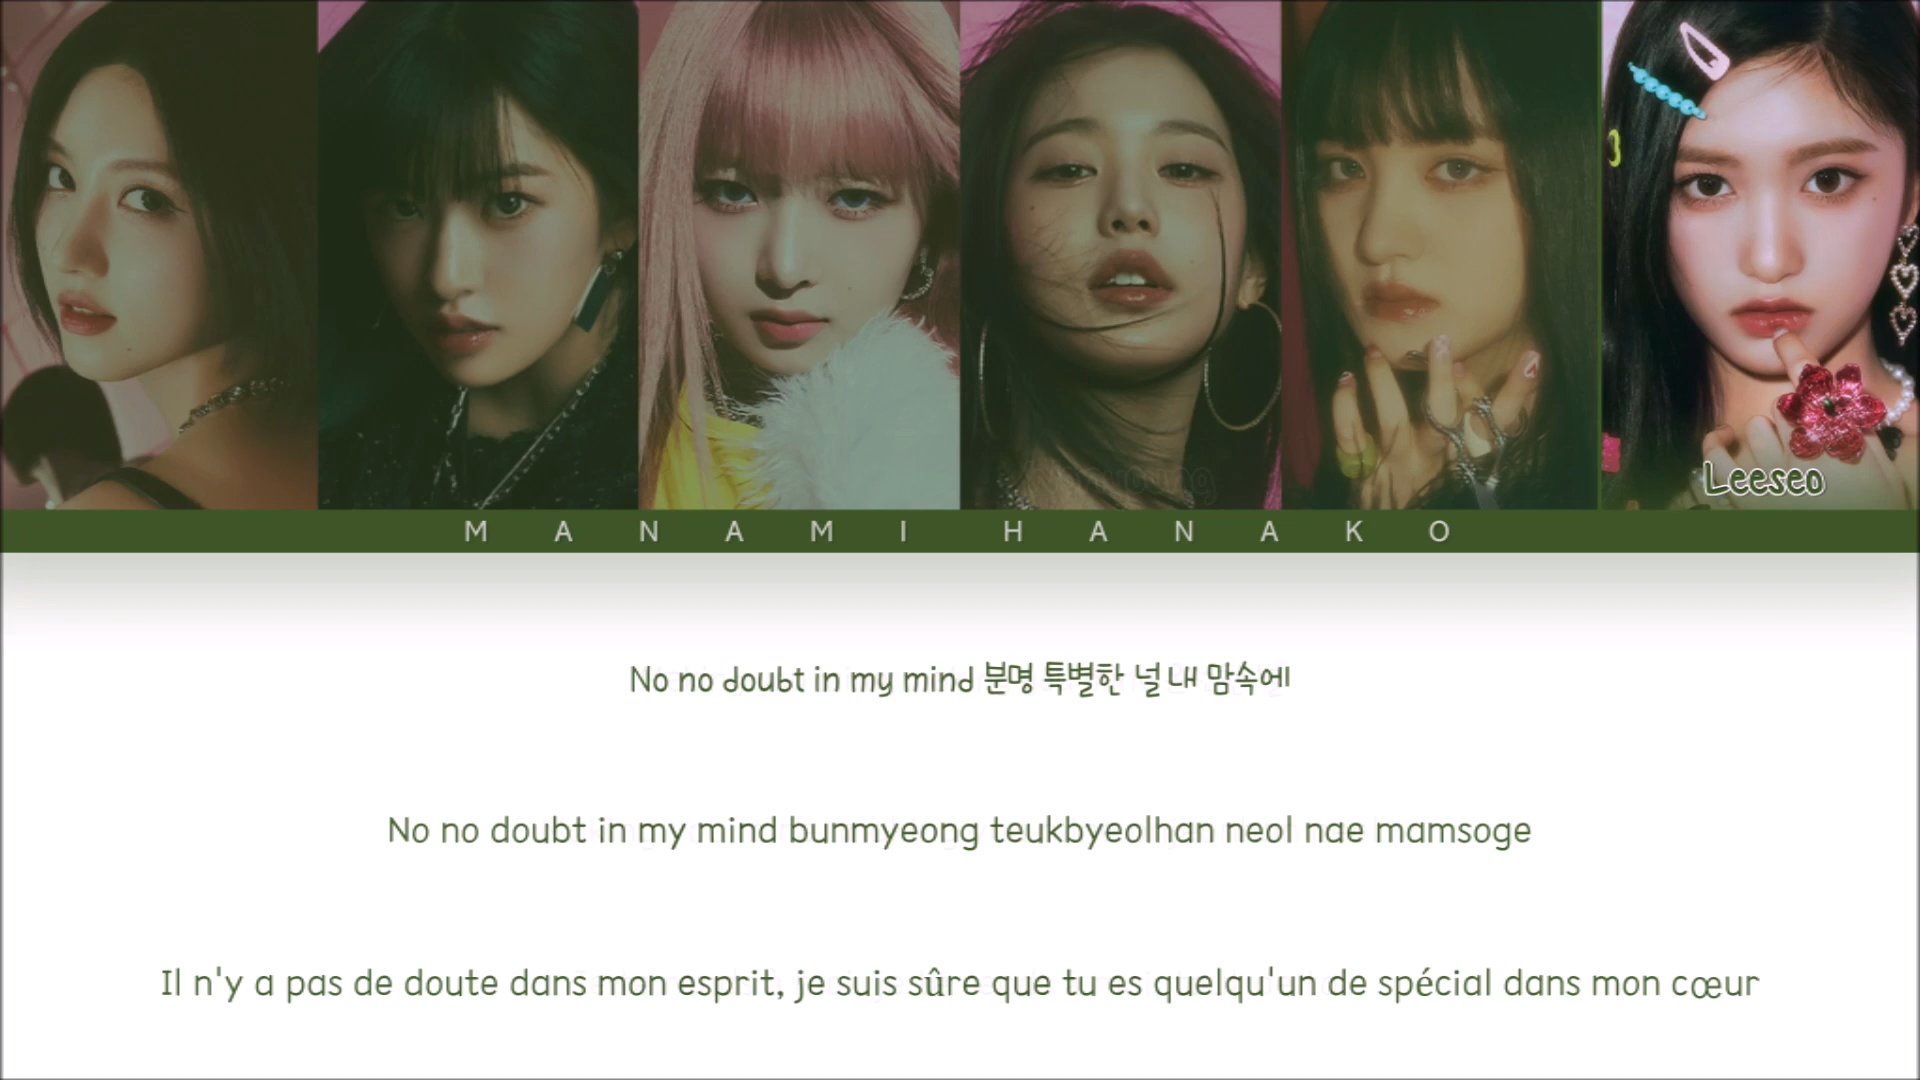 Leeseo
MANAMI HANAKO
No no doubt in my mind 분명 특별한 널 내 맘속에
No no doubt in my mind bunmyeong teukbyeolhan neol nae mamsoge
Il n'y a pas de doute dans mon esprit, je suis sûre que tu es quelqu'un de spécial dans mon cœur